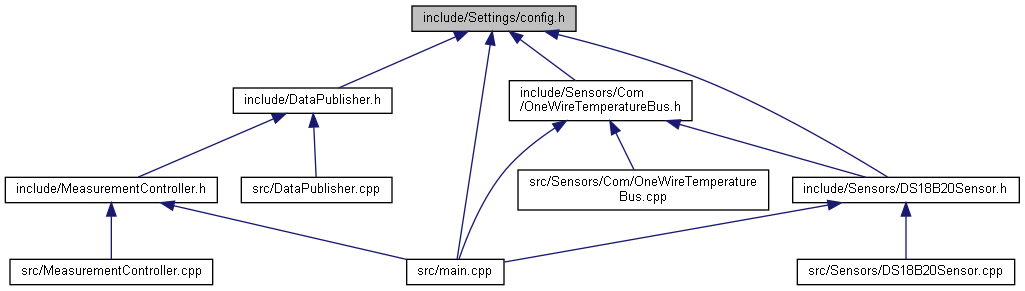 include/Settings/config.h
include/DataPublisher.h
include/Sensors/Com
/OneWireTemperatureBus.h
include/MeasurementController.h
src/DataPublisher.cpp
src/Sensors/Com/OneWireTemperature
Bus.cpp
include/Sensors/DS18B20Sensor.h
src/MeasurementController.cpp
src/main.cpp
src/Sensors/DS18B20Sensor.cpp